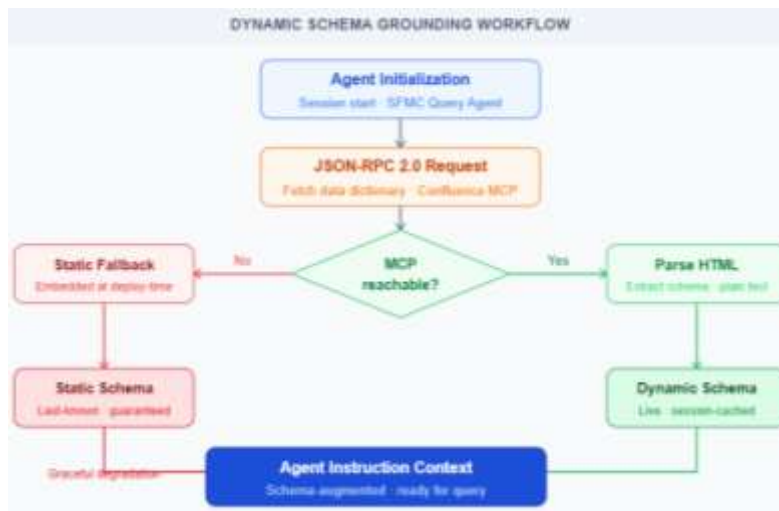 DYNAMIC SCHEMA GROUNDING WORKFLOW
Agent Initialization
Session start · SFMC Query Agent
JSON-RPC 2.0 Request
Fetch data dictionary · Confluence MCP
MCP
reachable?
No
Yes
Static Fallback
Embedded at deploy-time
Parse HTML
Extract schema · plain text
Static Schema
Last-known · guaranteed
Dynamic Schema
Live · session-cached
Graceful degradation
Agent Instruction Context
Schema-augmented · ready for query